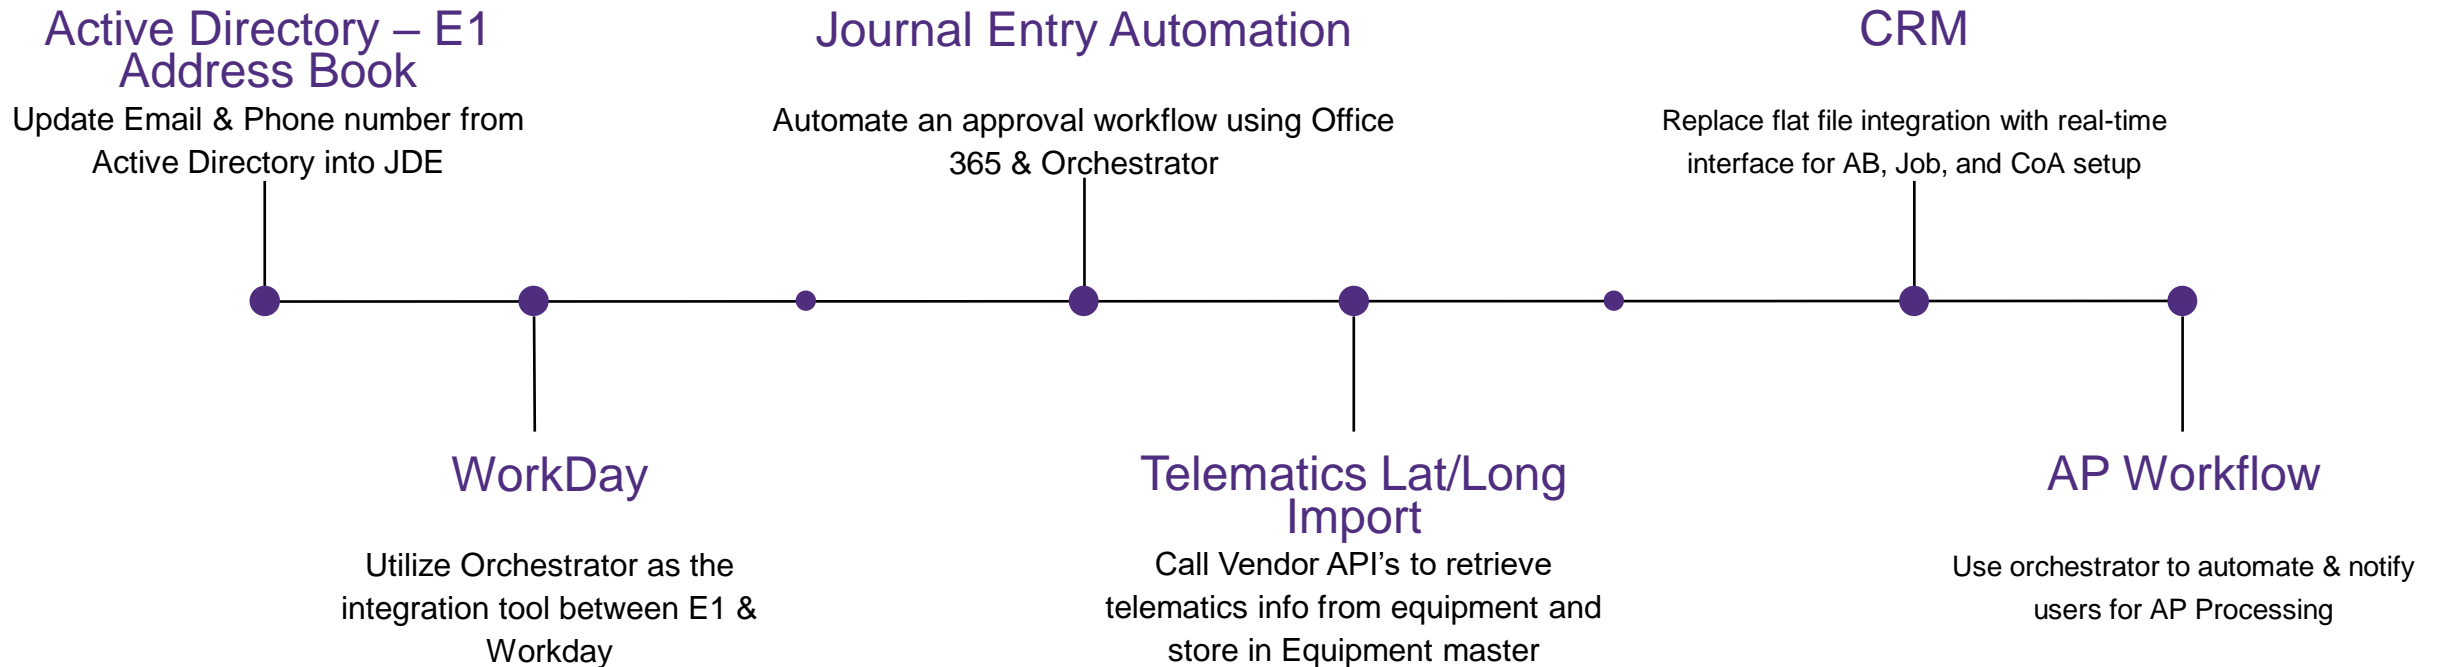 Active Directory – E1
Address Book
Update Email & Phone number from
Active Directory into JDE
Journal Entry Automation
Automate an approval workflow using Office
365 & Orchestrator
CRM
Replace flat file integration with real-time
interface for AB, Job, and CoA setup
WorkDay
Utilize Orchestrator as the
integration tool between E1 &
Workday
Telematics Lat/Long
Import
Call Vendor API’s to retrieve
telematics info from equipment and
store in Equipment master
AP Workflow
Use orchestrator to automate & notify
users for AP Processing